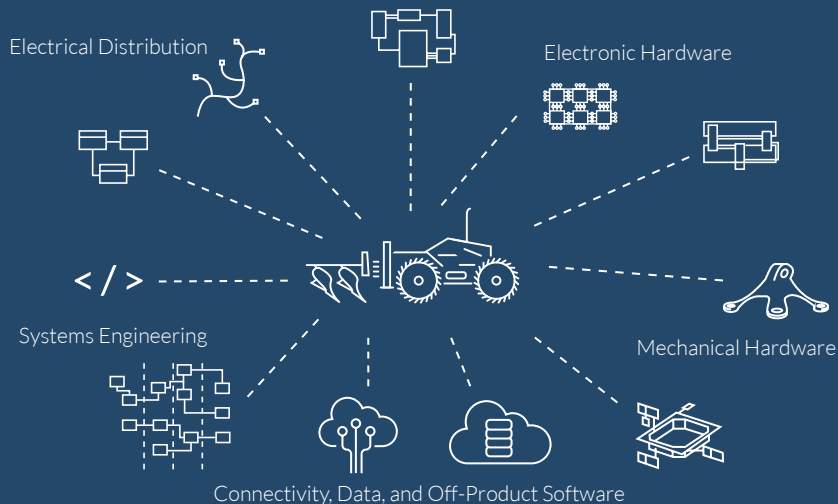 Electrical Distribution
Electronic Hardware
</>
Systems Engineering
Mechanical Hardware
Connectivity, Data, and Off-Product Software